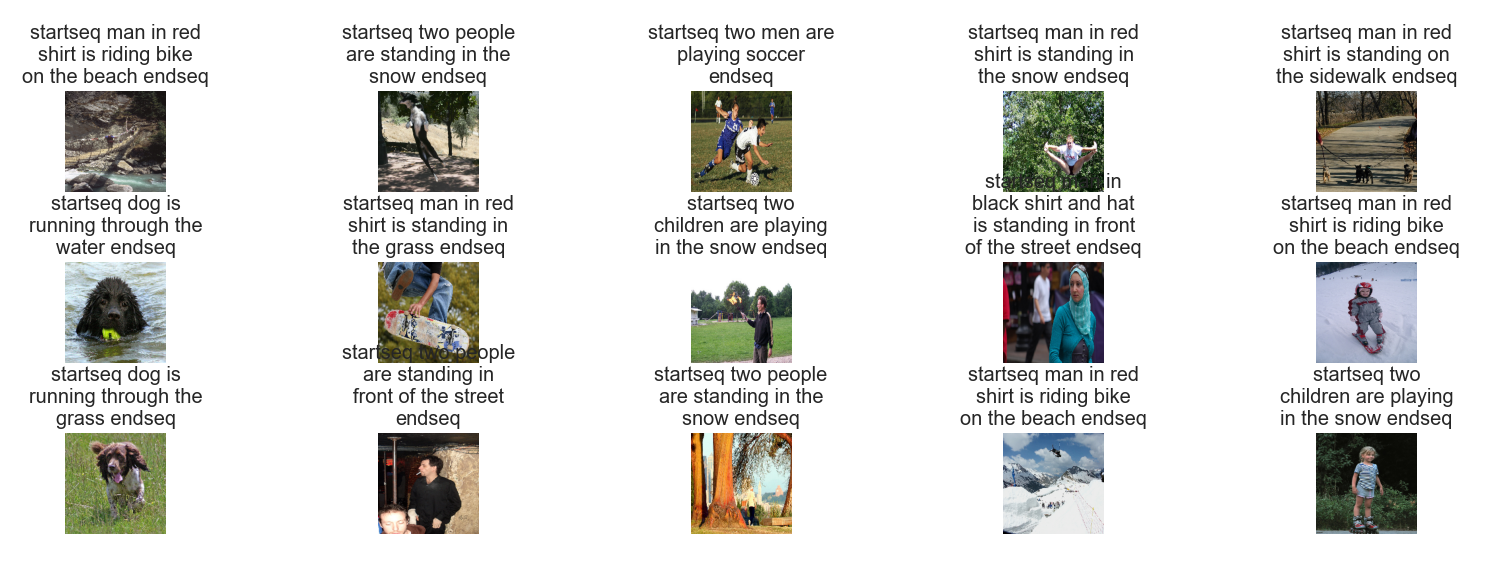 startseq man in red
shirt is riding bike
on the beach endseq
startseq two people
are standing in the
snow endseq
startseq two men are
playing soccer
endseq
startseq man in red
shirt is standing in
the snow endseq
startseq man in red
shirt is standing on
the sidewalk endseq
startseq dog is
running through the
water endseq
startseq man in red
shirt is standing in
the grass endseq
startseq two
children are playing
in the snow endseq
in
black shirt and hat
is standing in front
of the street endseq
startseq man in red
shirt is riding bike
on the beach endseq
startseq dog is
running through the
grass endseq
startseq two people
are standing in
front of the street
endseq
startseq two people
are standing in the
snow endseq
startseq man in red
shirt is riding bike
on the beach endseq
startseq two
children are playing
in the snow endseq